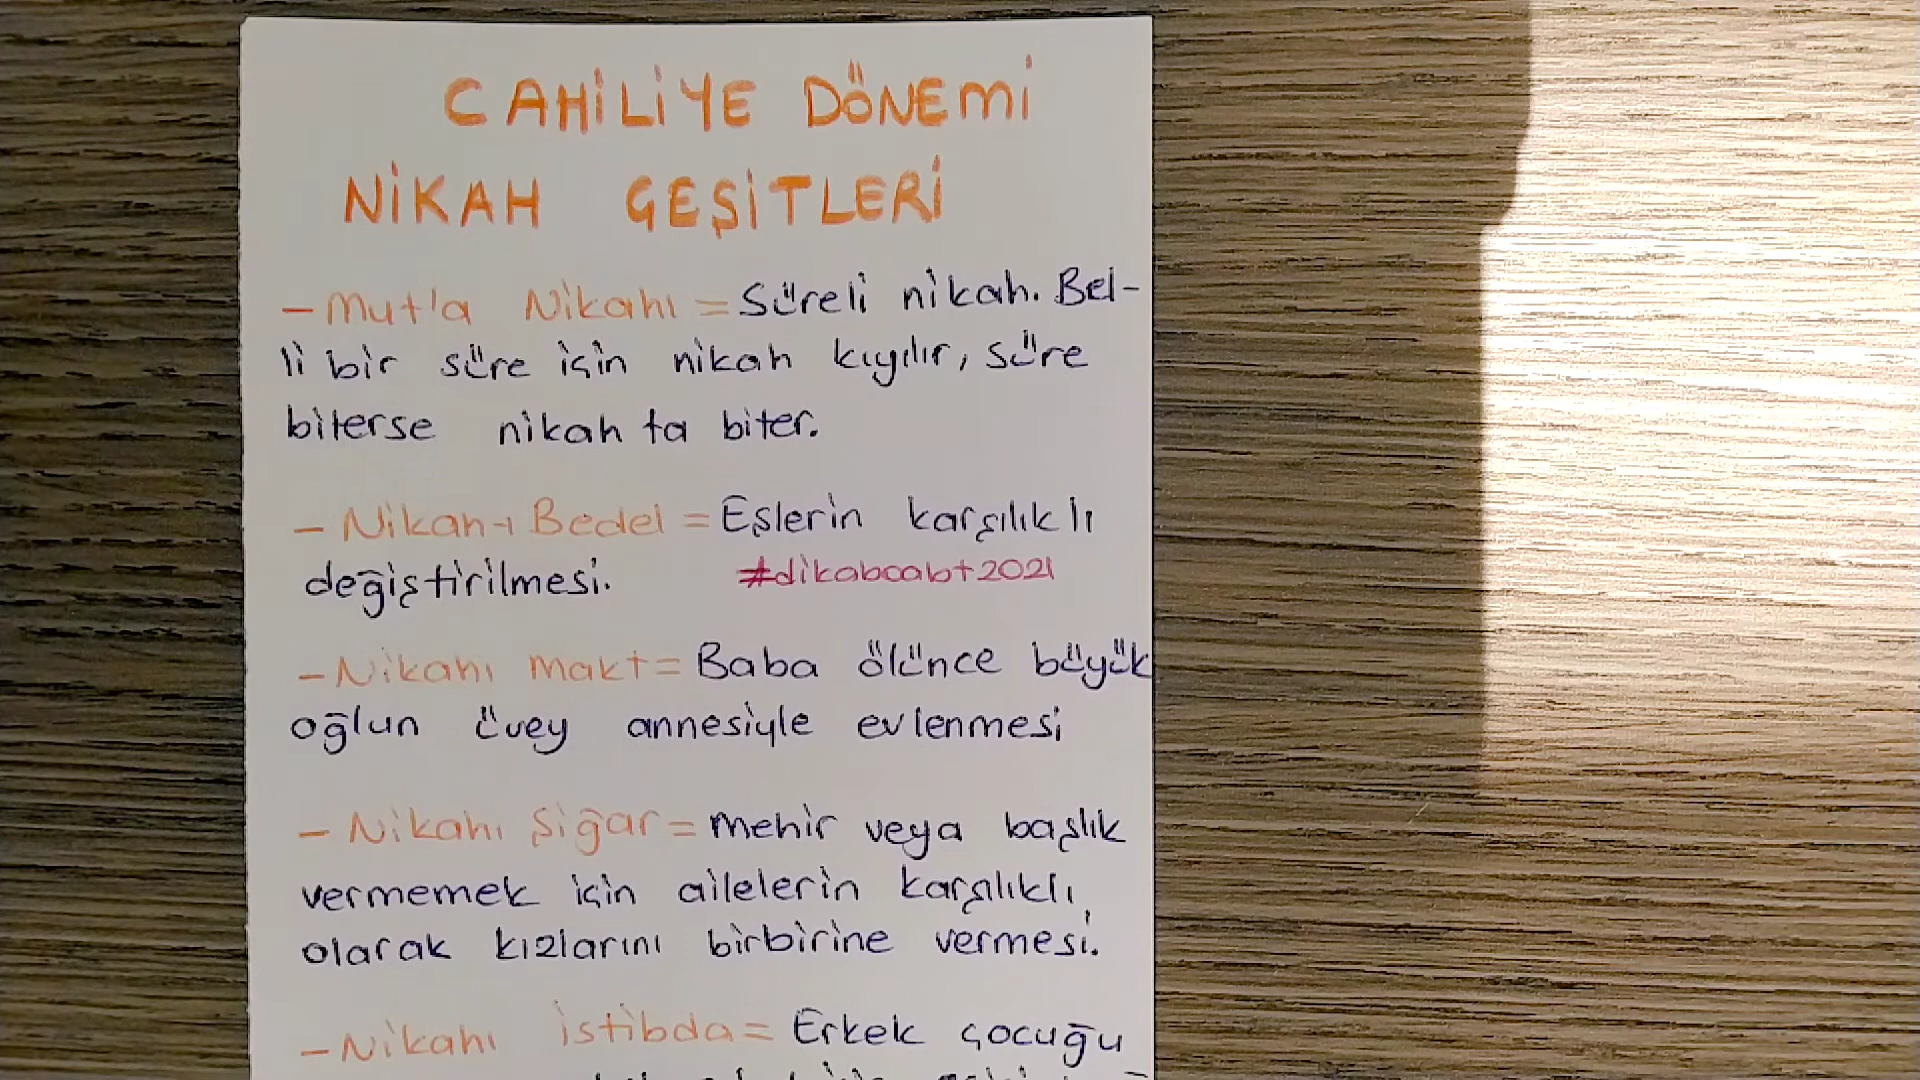 CAHİLİYE DÖNEMİ
NİKAH GEŞİTLERİ
- Mut'a Nikahı = Süreli nikah. Bel-
li bir süre için nikah kıyılır, süre
biterse nikah ta biter.
- Nikah-ı Bedel = Eşlerin karşılıklı
değiştirilmesi. #dikabcabt2021
- Nikahı Makt = Baba ölünce büyük
oğlun üvey annesiyle evlenmesi
- Nikahı Şiğar = Mehir veya başlık
vermemek için ailelerin karşılıklı
olarak kızlarını birbirine vermesi.
- Nikahı İstibda = Erkek çocuğu